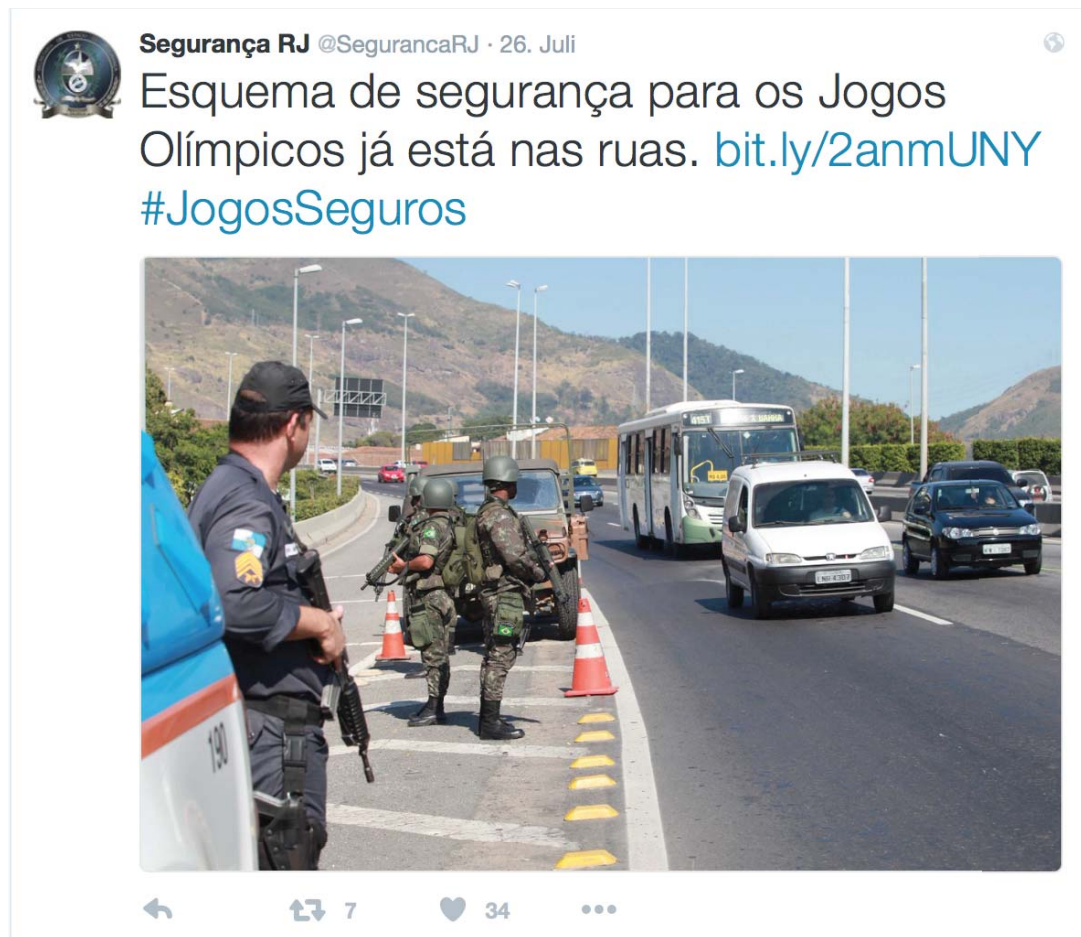 Segurança RJ @SegurancaRJ · 26. Juli
Esquema de segurança para os Jogos
Olímpicos já está nas ruas. bit.ly/2anmUNY
#JogosSeguros
190
7 34